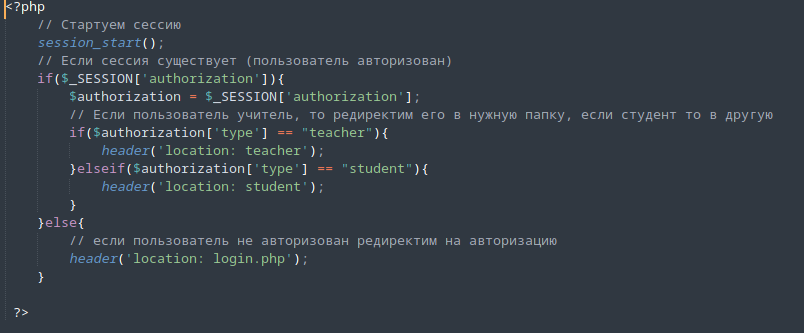 <?php
// Стартуем сессию
session_start();
// Если сессия существует (пользователь авторизован)
if($_SESSION['authorization']){
$authorization = $_SESSION['authorization'];
// Если пользователь учитель, то редиректим его в нужную папку, если студент то в другую
if($authorization['type'] == "teacher"){
header('location: teacher');
}elseif($authorization['type'] == "student"){
header('location: student');
}
}else{
// если пользователь не авторизован редиректим на авторизацию
header('location: login.php');
}
?>